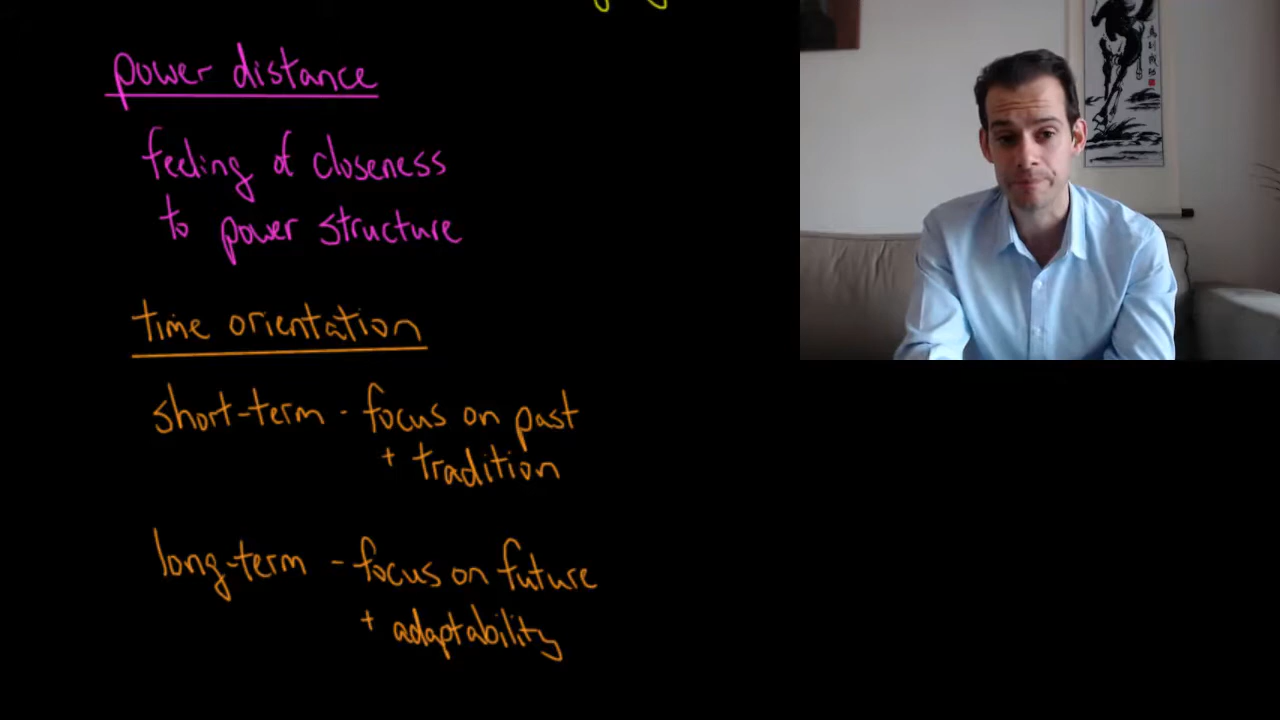 power distance
feeling of closeness
to power structure
time orientation
short-term - focus on past
+ tradition
long-term - focus on future
+ adaptability